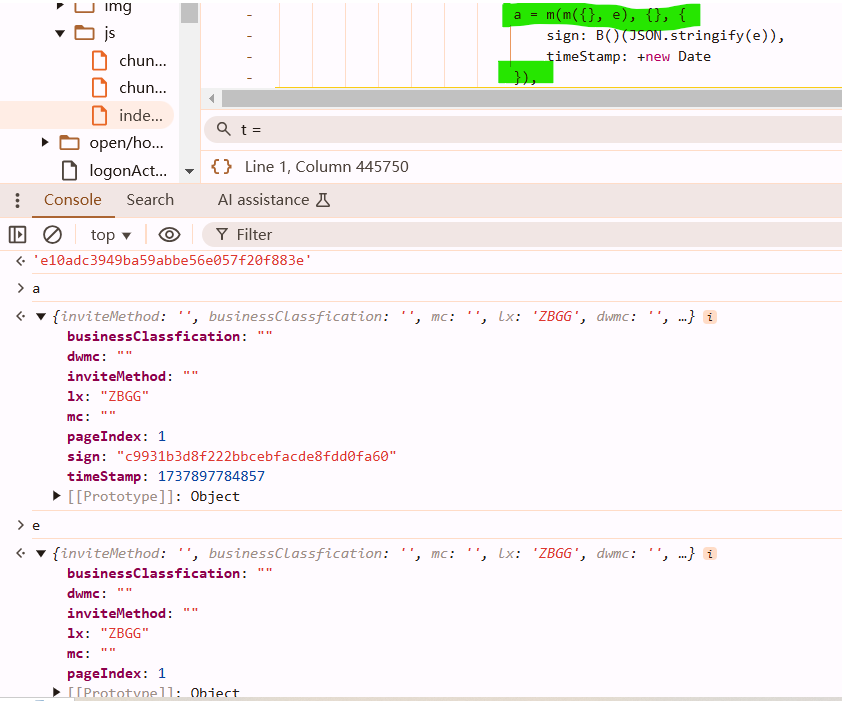 img
js
chun...
chun...
inde...
open/ho...
logonAct...
a = m(m({}, e), {}, {
sign: B()(JSON.stringify(e)),
timeStamp: +new Date
}),
t =
{} Line 1, Column 445750
Console Search AI assistance
top ▼ Filter
'e10adc3949ba59abbe56e057f20f883e'
> a
{inviteMethod: '', businessClassfication: '', mc: '', lx: 'ZBGG', dwmc: '', …} i
businessClassfication: ""
dwmc: ""
inviteMethod: ""
lx: "ZBGG"
mc: ""
pageIndex: 1
sign: "c9931b3d8f222bbcebfacde8fdd0fa60"
timeStamp: 1737897784857
[[Prototype]]: Object
> e
{inviteMethod: '', businessClassfication: '', mc: '', lx: 'ZBGG', dwmc: '', …} i
businessClassfication: ""
dwmc: ""
inviteMethod: ""
lx: "ZBGG"
mc: ""
pageIndex: 1
[[Prototype]]: Object